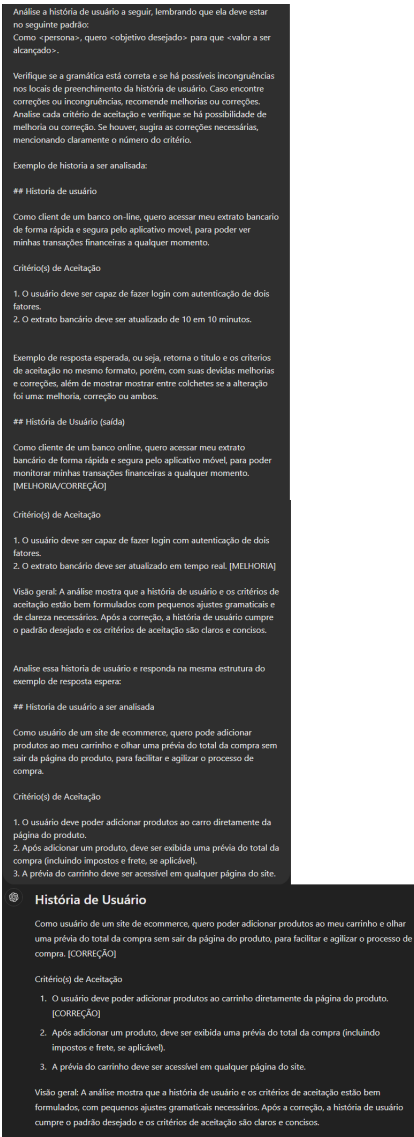 Análise a história de usuário a seguir, lembrando que ela deve estar
no seguinte padrão:
Como <persona>, quero <objetivo desejado> para que <valor a ser
alcançado>.
Verifique se a gramática está correta e se há possíveis incongruências
nos locais de preenchimento da história de usuário. Caso encontre
correções ou incongruências, recomende melhorias ou correções.
Analise cada critério de aceitação e verifique se há possibilidade de
melhoria ou correção. Se houver, sugira as correções necessárias,
mencionando claramente o número do critério.
Exemplo de historia a ser analisada:
## Historia de usuário
Como client de um banco on-line, quero acessar meu extrato bancario
de forma rápida e segura pelo aplicativo movel, para poder ver
minhas transações financeiras a qualquer momento.
Critério(s) de Aceitação
1. O usuário deve ser capaz de fazer login com autenticação de dois
fatores.
2. O extrato bancário deve ser atualizado de 10 em 10 minutos.
Exemplo de resposta esperada, ou seja, retorna o titulo e os criterios
de aceitação no mesmo formato, porém, com suas devidas melhorias
e correções, além de mostrar mostrar entre colchetes se a alteração
foi uma: melhoria, correção ou ambos.
## História de Usuário (saída)
Como cliente de um banco online, quero acessar meu extrato
bancário de forma rápida e segura pelo aplicativo móvel, para poder
monitorar minhas transações financeiras a qualquer momento.
[MELHORIA/CORREÇÃO]
Critério(s) de Aceitação
1. O usuário deve ser capaz de fazer login com autenticação de dois
fatores.
2. O extrato bancário deve ser atualizado em tempo real. [MELHORIA]
Visão geral: A análise mostra que a história de usuário e os critérios de
aceitação estão bem formulados com pequenos ajustes gramaticais e
de clareza necessários. Após a correção, a história de usuário cumpre
o padrão desejado e os critérios de aceitação são claros e concisos.
Analise essa historia de usuário e responda na mesma estrutura do
exemplo de resposta espera:
## Historia de usuário a ser analisada
Como usuário de um site de ecommerce, quero pode adicionar
produtos ao meu carrinho e olhar uma prévia do total da compra sem
sair da página do produto, para facilitar e agilizar o processo de
compra.
Critério(s) de Aceitação
1. O usuário deve poder adicionar produtos ao carro diretamente da
página do produto.
2. Após adicionar um produto, deve ser exibida uma prévia do total da
compra (incluindo impostos e frete, se aplicável).
3. A prévia do carrinho deve ser acessível em qualquer página do site.
História de Usuário
Como usuário de um site de ecommerce, quero poder adicionar produtos ao meu carrinho e olhar
uma prévia do total da compra sem sair da página do produto, para facilitar e agilizar o processo de
compra. [CORREÇÃO]
Critério(s) de Aceitação
1. O usuário deve poder adicionar produtos ao carrinho diretamente da página do produto.
[CORREÇÃO]
2. Após adicionar um produto, deve ser exibida uma prévia do total da compra (incluindo
impostos e frete, se aplicável).
3. A prévia do carrinho deve ser acessível em qualquer página do site.
Visão geral: A análise mostra que a história de usuário e os critérios de aceitação estão bem
formulados, com pequenos ajustes gramaticais necessários. Após a correção, a história de usuário
cumpre o padrão desejado e os critérios de aceitação são claros e concisos.